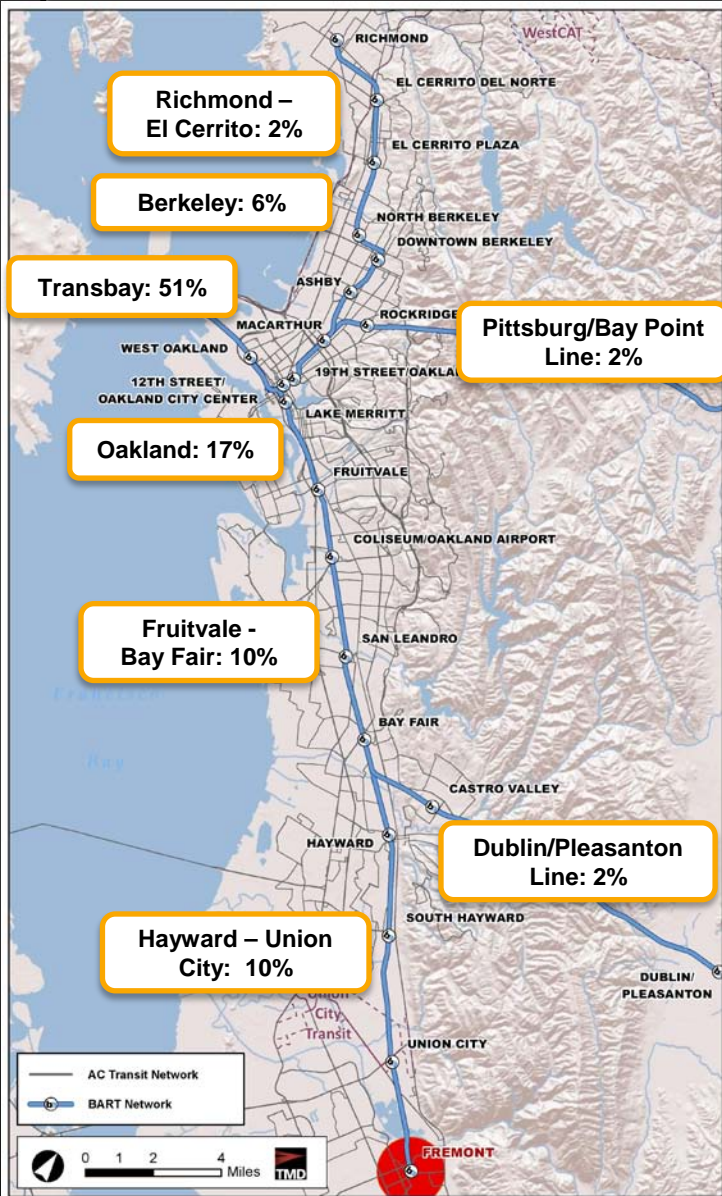 WestCAT
RICHMOND
EL CERRITO DEL NORTE
Richmond –
El Cerrito: 2%
EL CERRITO PLAZA
Berkeley: 6%
NORTH BERKELEY
DOWNTOWN BERKELEY
Transbay: 51%
ASHBY
ROCKRIDGE
MACARTHUR
Pittsburg/Bay Point
Line: 2%
WEST OAKLAND
19TH STREET/OAKLA
12TH STREET/
OAKLAND CITY CENTER
LAKE MERRITT
Oakland: 17%
FRUITVALE
COLISEUM/OAKLAND AIRPORT
Fruitvale -
Bay Fair: 10%
SAN LEANDRO
Francisco
Bay
BAY FAIR
CASTRO VALLEY
HAYWARD
Dublin/Pleasanton
Line: 2%
SOUTH HAYWARD
Hayward – Union
City: 10%
DUBLIN/
PLEASANTON
Union
City
Transit
UNION CITY
AC Transit Network
BART Network
FREMONT
0 1 2 4
Miles
TMD